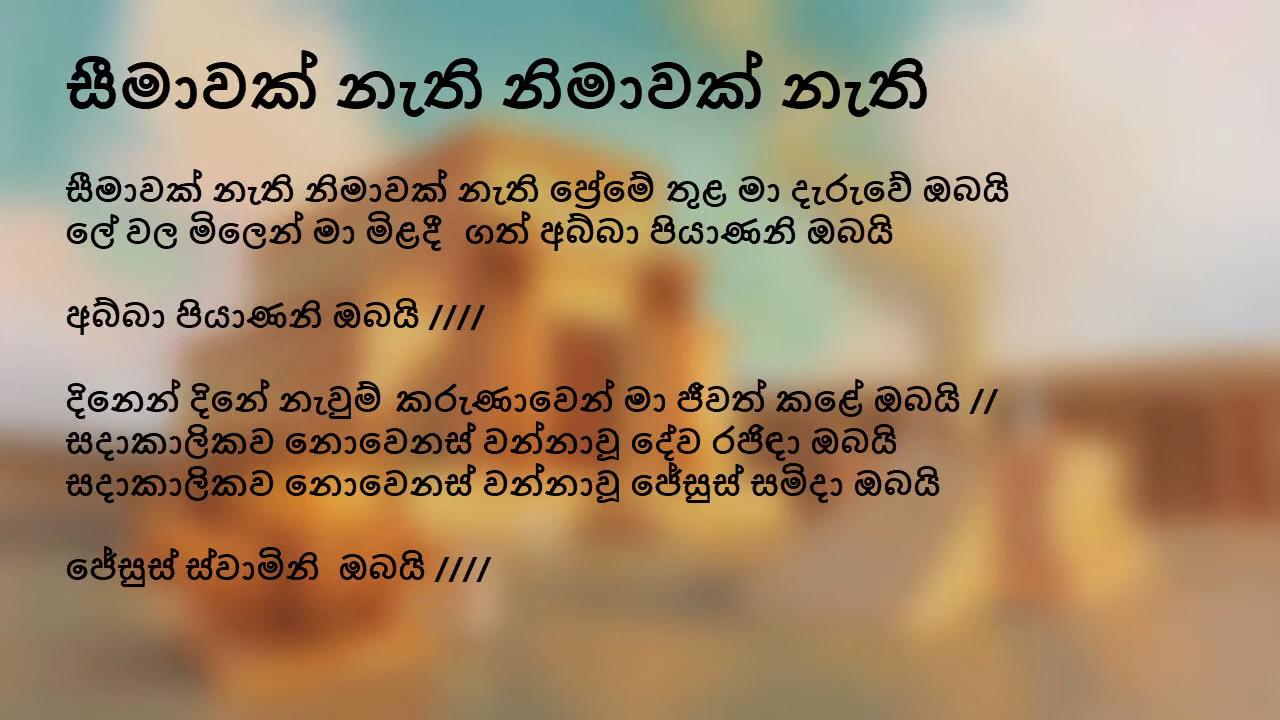 සීමාවක් නැති නිමාවක් නැති
සීමාවක් නැති නිමාවක් නැති ප්‍රේමේ තුළ මා දැරුවේ ඔබයි
ලේ වල මිලෙන් මා මිළදී  ගත් අබ්බා පියාණනි ඔබයි
අබ්බා පියාණනි ඔබයි ////
දිනෙන් දිනේ නැවුම් කරුණාවෙන් මා ජීවත් කළේ ඔබයි //
සදාකාලිකව නොවෙනස් වන්නාවූ දේව රජිඳා ඔබයි
සදාකාලිකව නොවෙනස් වන්නාවූ ජේසුස් සමිදා ඔබයි
ජේසුස් ස්වාමිනි  ඔබයි ////